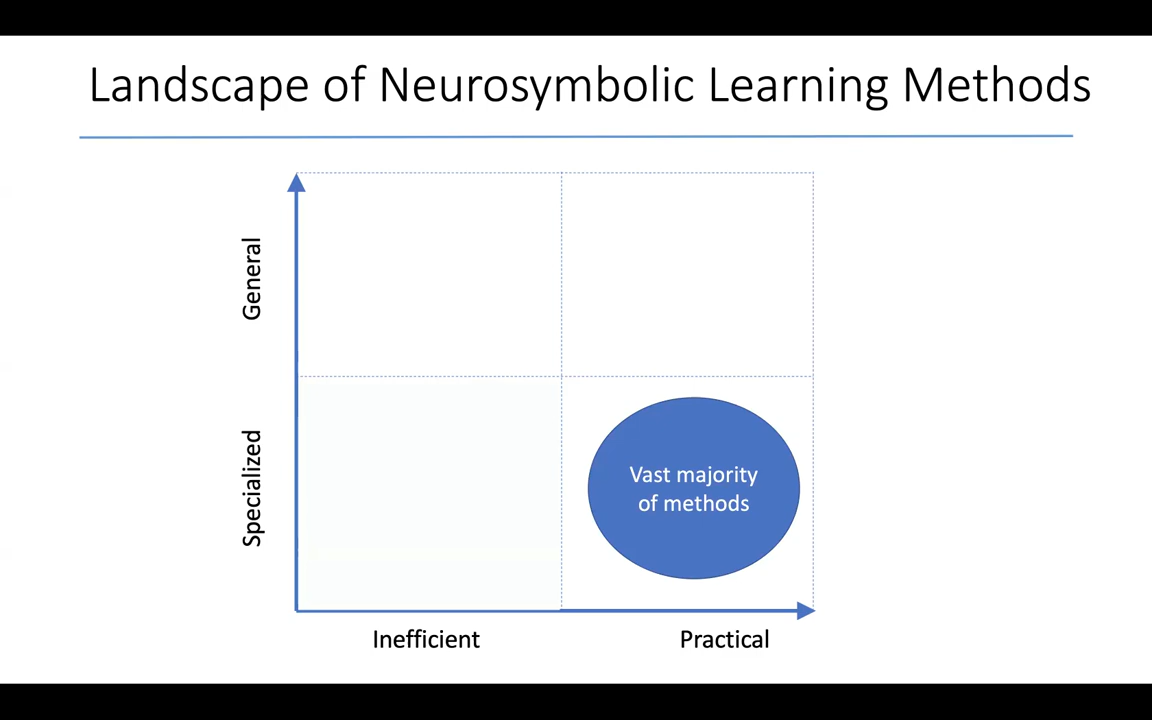 Landscape of Neurosymbolic Learning Methods
General
Specialized
Vast majority
of methods
Inefficient
Practical